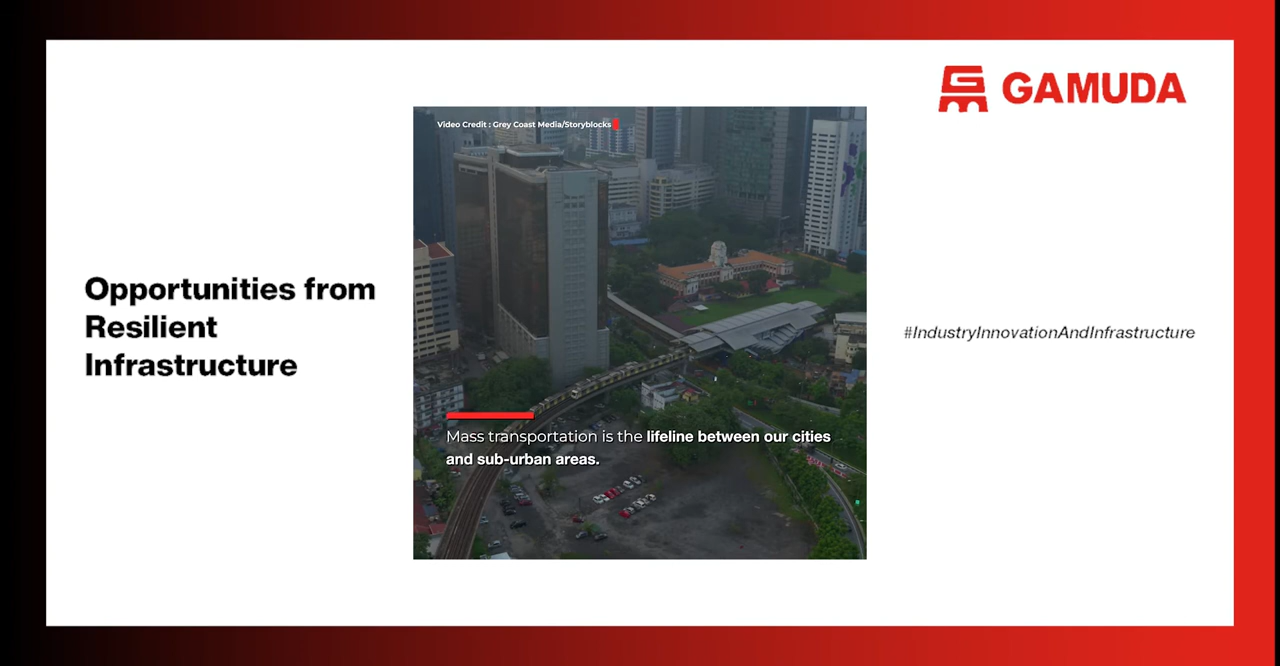 GAMUDA
Video Credit : Grey Coast Media/Storyblocks
Opportunities from
Resilient
Infrastructure
#IndustryInnovationAndInfrastructure
Mass transportation is the lifeline between our cities
and sub-urban areas.